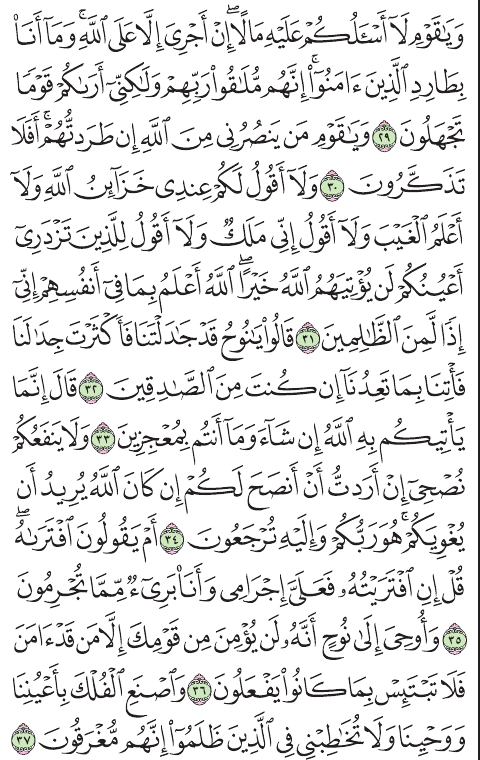 وَيَٰقَوْمِ لَآ أَسْـَٔلُكُمْ عَلَيْهِ مَالًا ۖ إِنْ أَجْرِىَ إِلَّا عَلَى ٱللَّهِ ۚ وَمَآ أَنَا۠
بِطَارِدِ ٱلَّذِينَ ءَامَنُوٓا۟ ۚ إِنَّهُم مُّلَٰقُوا۟ رَبِّهِمْ وَلَٰكِنِّىٓ أَرَىٰكُمْ قَوْمًا
تَجْهَلُونَ ٢٩ وَيَٰقَوْمِ مَن يَنصُرُنِى مِنَ ٱللَّهِ إِن طَرَدتُّهُمْ ۚ أَفَلَا
تَذَكَّرُونَ ٣٠ وَلَآ أَقُولُ لَكُمْ عِندِى خَزَآئِنُ ٱللَّهِ وَلَآ
أَعْلَمُ ٱلْغَيْبَ وَلَآ أَقُولُ إِنِّى مَلَكٌ وَلَآ أَقُولُ لِلَّذِينَ تَزْدَرِىٓ
أَعْيُنُكُمْ لَن يُؤْتِيَهُمُ ٱللَّهُ خَيْرًا ۖ ٱللَّهُ أَعْلَمُ بِمَا فِىٓ أَنفُسِهِمْ ۖ إِنِّىٓ
إِذًا لَّمِنَ ٱلظَّٰلِمِينَ ٣١ قَالُوا۟ يَٰنُوحُ قَدْ جَٰدَلْتَنَا فَأَكْثَرْتَ جِدَٰلَنَا
فَأْتِنَا بِمَا تَعِدُنَآ إِن كُنتَ مِنَ ٱلصَّٰدِقِينَ ٣٢ قَالَ إِنَّمَا
يَأْتِيكُم بِهِ ٱللَّهُ إِن شَآءَ وَمَآ أَنتُم بِمُعْجِزِينَ ٣٣ وَلَا يَنفَعُكُمْ
نُصْحِىٓ إِنْ أَرَدتُّ أَنْ أَنصَحَ لَكُمْ إِن كَانَ ٱللَّهُ يُرِيدُ أَن
يُغْوِيَكُمْ ۚ هُوَ رَبُّكُمْ وَإِلَيْهِ تُرْجَعُونَ ٣٤ أَمْ يَقُولُونَ ٱفْتَرَىٰهُ ۖ
قُلْ إِنِ ٱفْتَرَيْتُهُۥ فَعَلَىَّ إِجْرَامِى وَأَنَا۠ بَرِىٓءٌ مِّمَّا تُجْرِمُونَ
٣٥ وَأُوحِىَ إِلَىٰ نُوحٍ أَنَّهُۥ لَن يُؤْمِنَ مِن قَوْمِكَ إِلَّا مَن قَدْ ءَامَنَ
فَلَا تَبْتَئِسْ بِمَا كَانُوا۟ يَفْعَلُونَ ٣٦ وَٱصْنَعِ ٱلْفُلْكَ بِأَعْيُنِنَا
وَوَحْيِنَا وَلَا تُخَٰطِبْنِى فِى ٱلَّذِينَ ظَلَمُوٓا۟ ۚ إِنَّهُم مُّغْرَقُونَ ٣٧